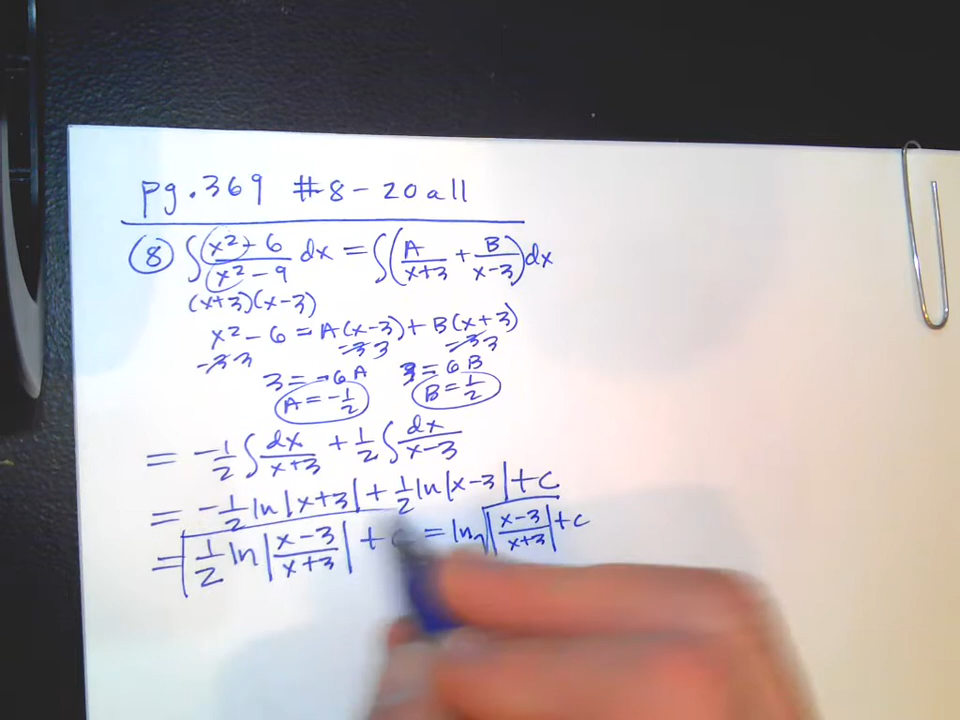 pg. 369 #8-20 all
⑧ ∫ (x²-6)/(x²-9) dx = ∫ (A/(x+3) + B/(x-3)) dx
(x+3)(x-3)
x² - 6 = A(x-3) + B(x+3)
-3 3 -3 3 -3 3
3 = -6A 3 = 6B
A = -1/2 B = 1/2
= -1/2 ∫ dx/(x+3) + 1/2 ∫ dx/(x-3)
= -1/2 ln|x+3| + 1/2 ln|x-3| + C
= 1/2 ln|(x-3)/(x+3)| + C = ln √|(x-3)/(x+3)| + C